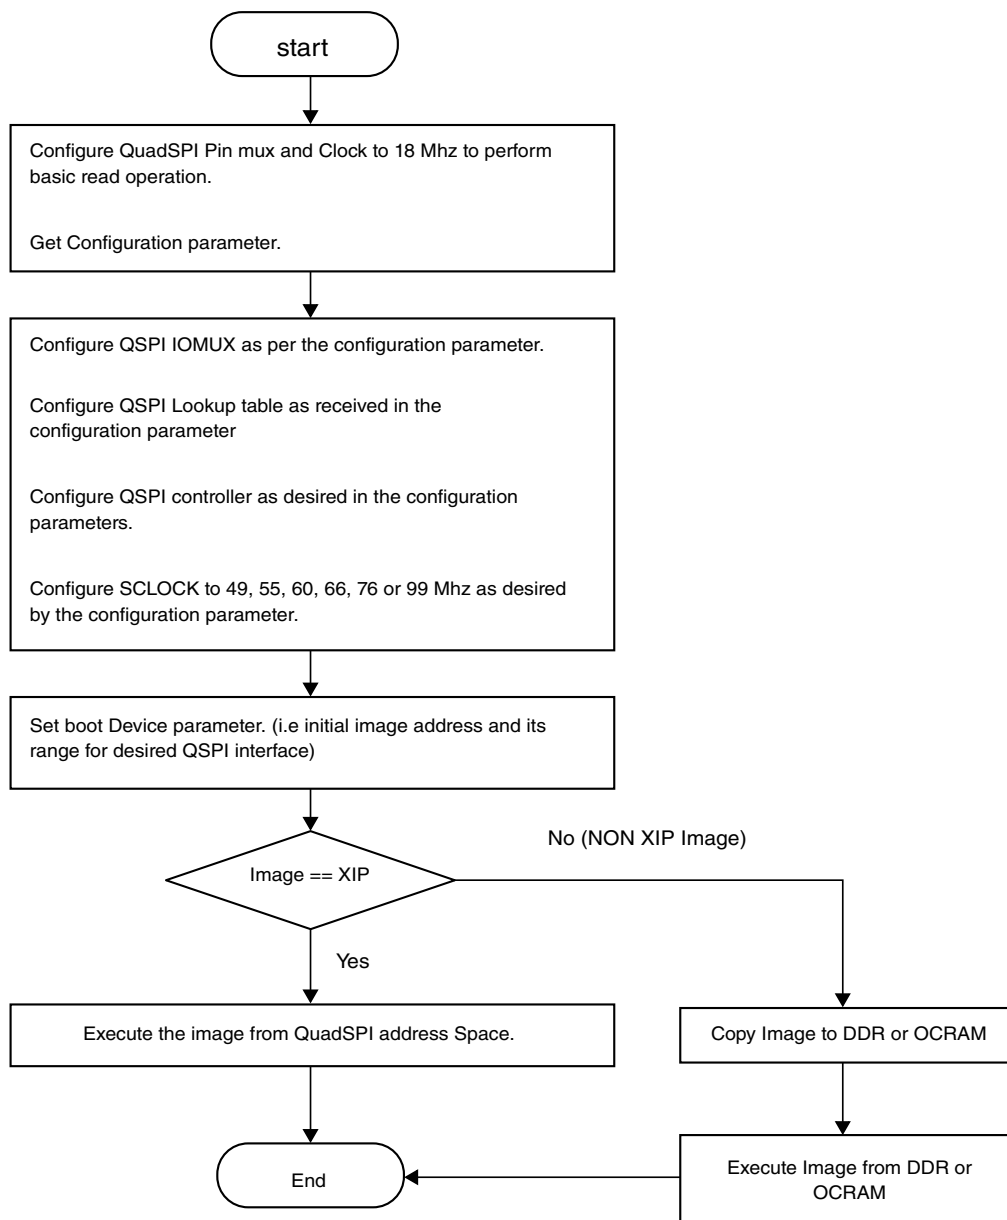 start
Configure QuadSPI Pin mux and Clock to 18 Mhz to perform
basic read operation.
Get Configuration parameter.
Configure QSPI IOMUX as per the configuration parameter.
Configure QSPI Lookup table as received in the
configuration parameter
Configure QSPI controller as desired in the configuration
parameters.
Configure SCLOCK to 49, 55, 60, 66, 76 or 99 Mhz as desired
by the configuration parameter.
Set boot Device parameter. (i.e initial image address and its
range for desired QSPI interface)
No (NON XIP Image)
Image == XIP
Yes
Execute the image from QuadSPI address Space.
Copy Image to DDR or OCRAM
Execute Image from DDR or
OCRAM
End